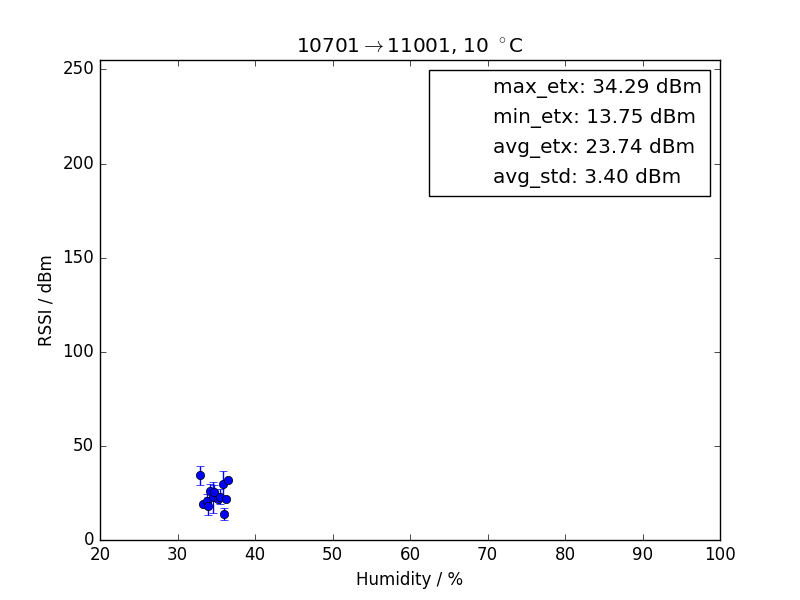 10701→11001, 10 °C
max_etx: 34.29 dBm
min_etx: 13.75 dBm
avg_etx: 23.74 dBm
avg_std: 3.40 dBm
RSSI / dBm
250
200
150
100
50
0
20 30 40 50 60 70 80 90 100
Humidity / %